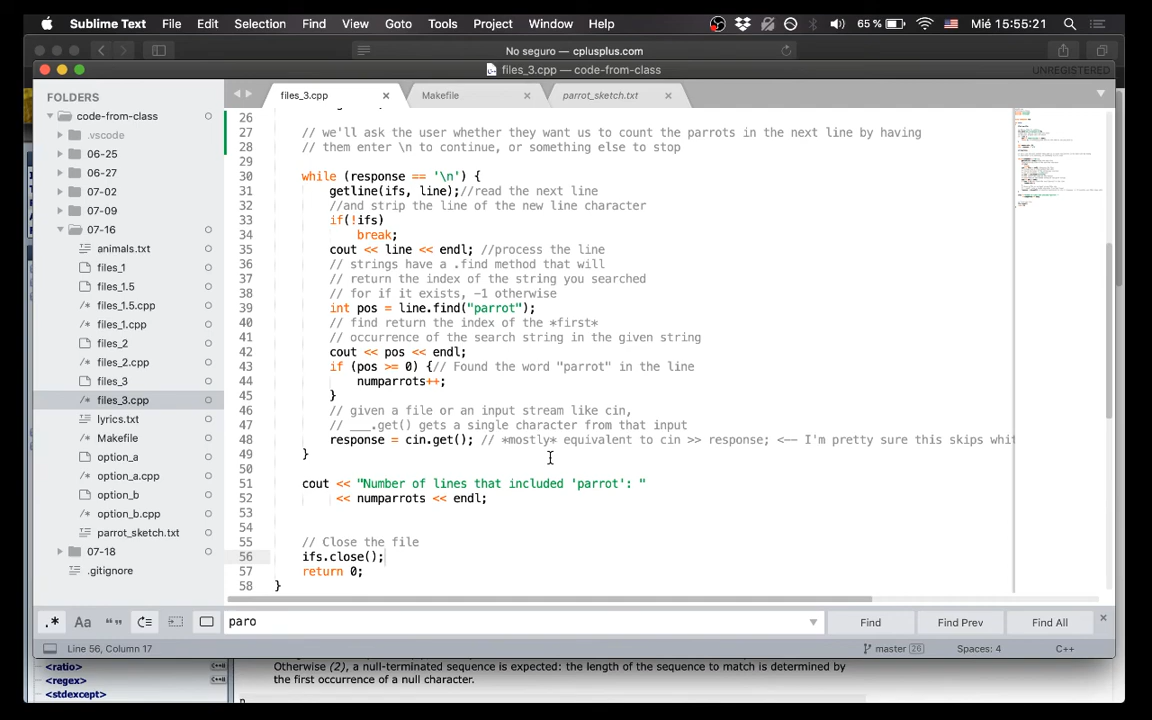 Sublime Text File Edit Selection Find View Goto Tools Project Window Help 65 % Mié 15:55:21
No seguro — cplusplus.com
files_3.cpp — code-from-class
UNREGISTERED
FOLDERS
code-from-class
.vscode
06-25
06-27
07-02
07-09
07-16
animals.txt
files_1
files_1.5
/* files_1.5.cpp
/* files_1.cpp
files_2
/* files_2.cpp
files_3
/* files_3.cpp
lyrics.txt
/* Makefile
option_a
/* option_a.cpp
option_b
/* option_b.cpp
parrot_sketch.txt
07-18
.gitignore
files_3.cpp
Makefile
parrot_sketch.txt
26
27 // we'll ask the user whether they want us to count the parrots in the next line by having
28 // them enter \n to continue, or something else to stop
29
30 while (response == '\n') {
31 getline(ifs, line);//read the next line
32 //and strip the line of the new line character
33 if(!ifs)
34 break;
35 cout << line << endl; //process the line
36 // strings have a .find method that will
37 // return the index of the string you searched
38 // for if it exists, -1 otherwise
39 int pos = line.find("parrot");
40 // find return the index of the *first*
41 // occurrence of the search string in the given string
42 cout << pos << endl;
43 if (pos >= 0) {// Found the word "parrot" in the line
44 numparrots++;
45 }
46 // given a file or an input stream like cin,
47 // ___.get() gets a single character from that input
48 response = cin.get(); // *mostly* equivalent to cin >> response; <-- I'm pretty sure this skips whit
49 }
50
51 cout << "Number of lines that included 'parrot': "
52 << numparrots << endl;
53
54
55 // Close the file
56 ifs.close();
57 return 0;
58 }
.* Aa “” paro Find Find Prev Find All
Line 56, Column 17 master 26 Spaces: 4 C++
<ratio>
<regex>
<stdexcept>
Otherwise (2), a null-terminated sequence is expected: the length of the sequence to match is determined by
the first occurrence of a null character.